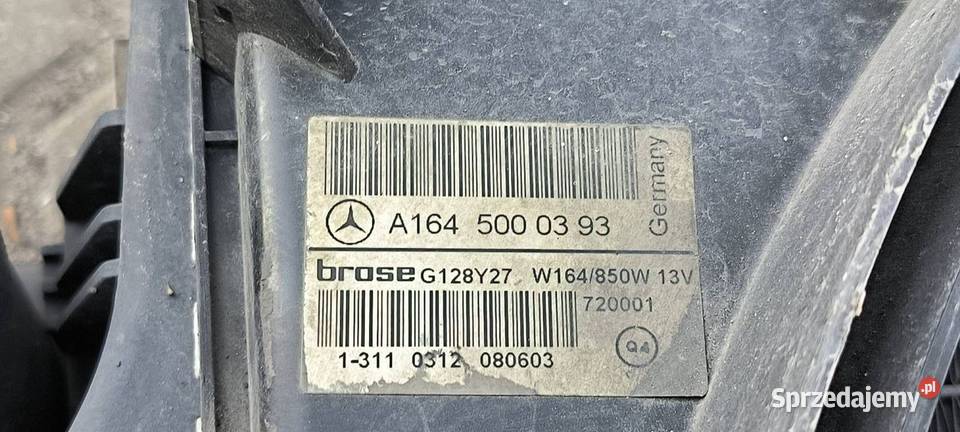 Germany
A164 500 03 93
brose G128Y27 W164/850W 13V
720001
1-311 0312 080603
Q4
Sprzedajemy.pl